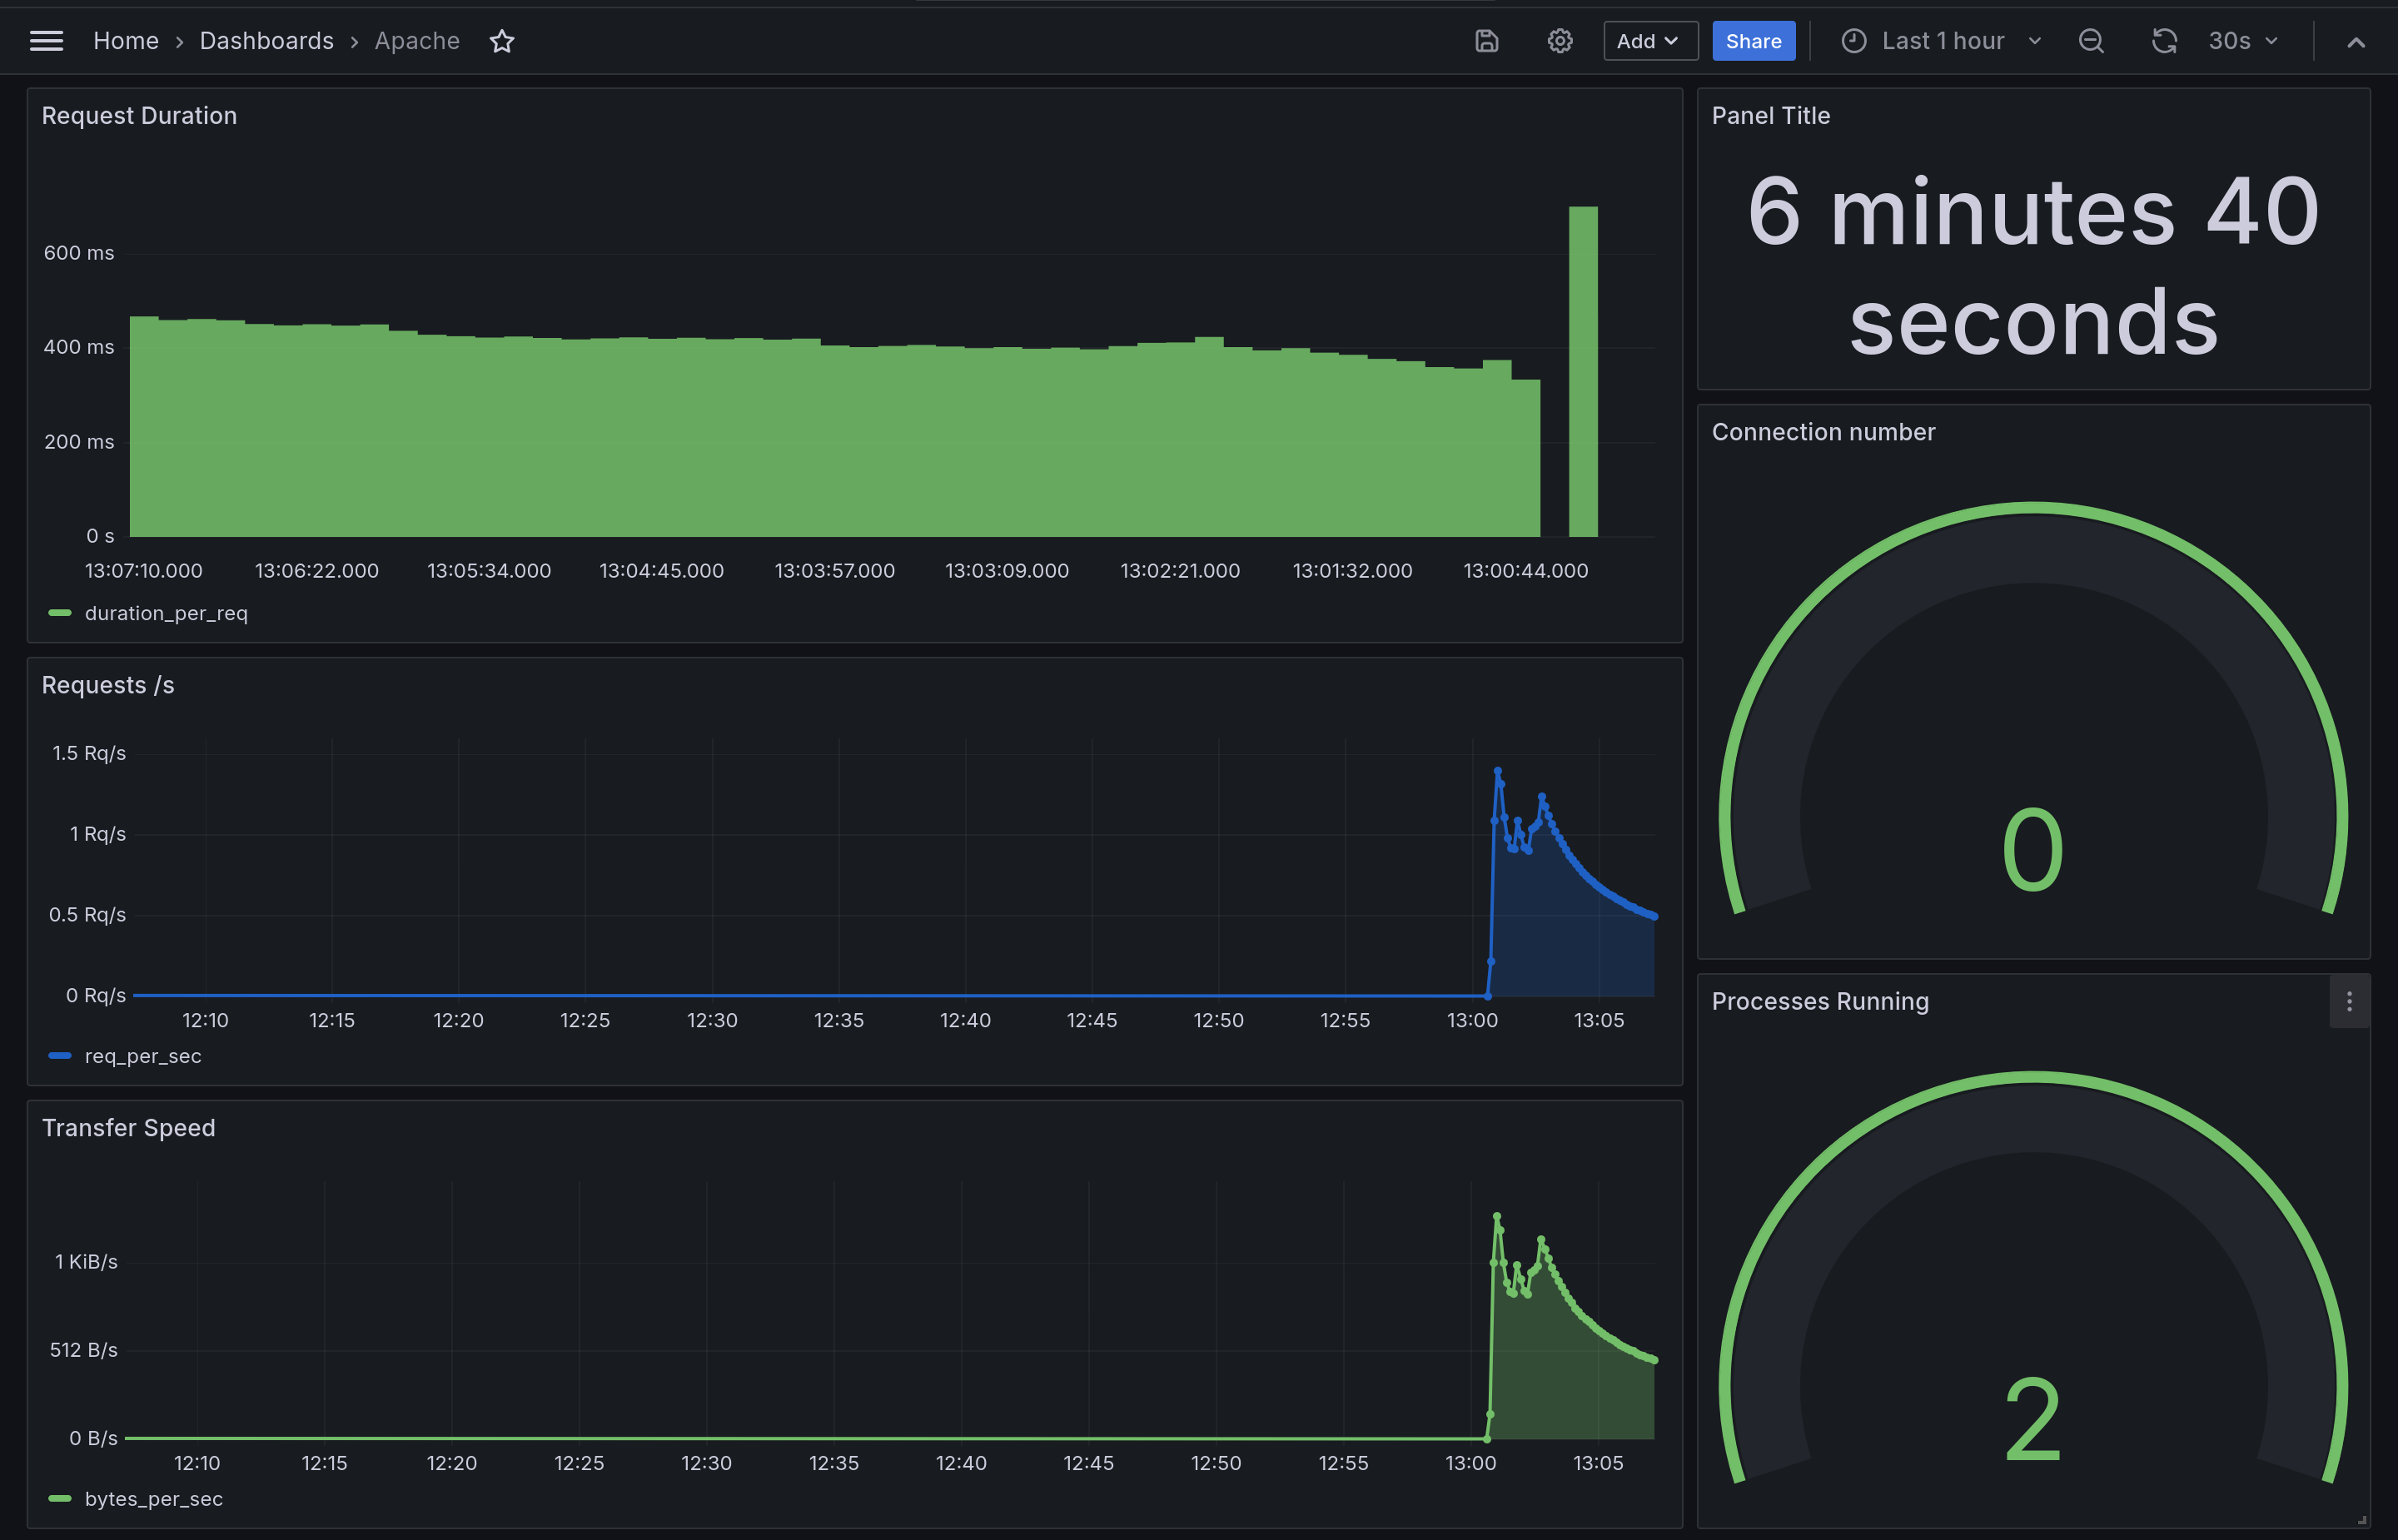 Home › Dashboards › Apache
Add
Share
Last 1 hour
30s
Request Duration
600 ms
400 ms
200 ms
0 s
13:07:10.000 13:06:22.000 13:05:34.000 13:04:45.000 13:03:57.000 13:03:09.000 13:02:21.000 13:01:32.000 13:00:44.000
duration_per_req
Requests /s
1.5 Rq/s
1 Rq/s
0.5 Rq/s
0 Rq/s
12:10 12:15 12:20 12:25 12:30 12:35 12:40 12:45 12:50 12:55 13:00 13:05
req_per_sec
Transfer Speed
1 KiB/s
512 B/s
0 B/s
12:10 12:15 12:20 12:25 12:30 12:35 12:40 12:45 12:50 12:55 13:00 13:05
bytes_per_sec
Panel Title
6 minutes 40
seconds
Connection number
0
Processes Running
2